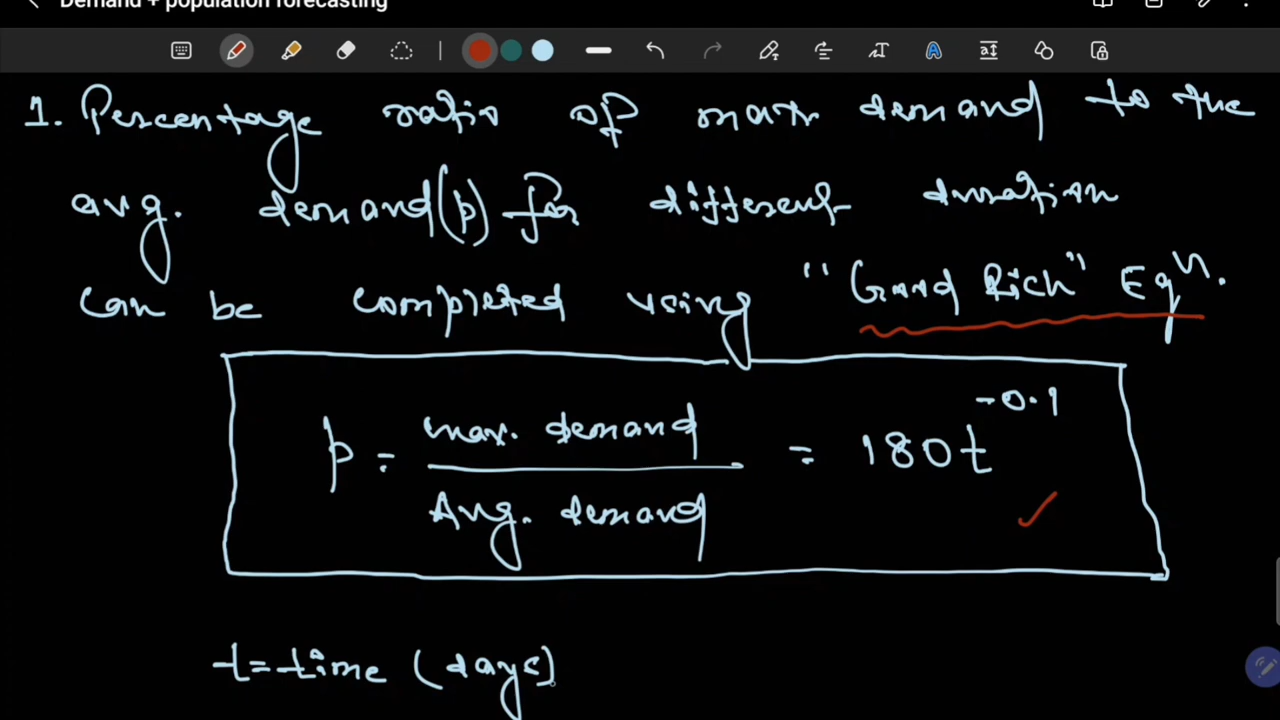 Demand + population forecasting
1. Percentage ratio of max demand to the
avg. demand (p) for different duration
can be completed using "Good Rich" Eqn.
p = max. demand / Avg. demand = 180t^-0.1 ✓
t = time (days)